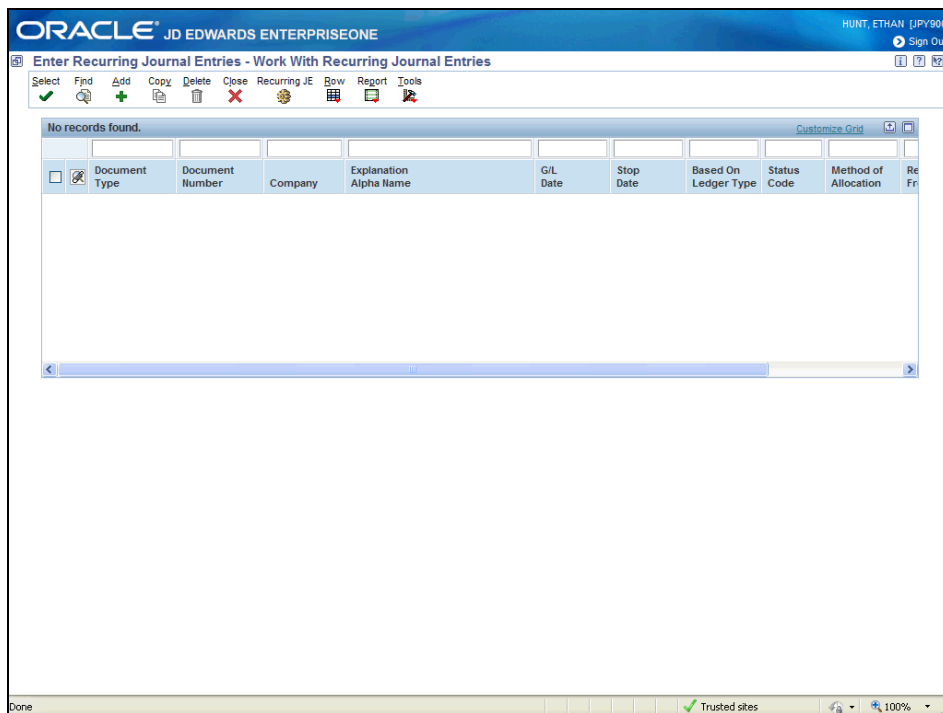 ORACLE® JD EDWARDS ENTERPRISEONE
HUNT, ETHAN [JPY900
Sign Ou
Enter Recurring Journal Entries - Work With Recurring Journal Entries
Select Find Add Copy Delete Close Recurring JE Row Report Tools
No records found.
Customize Grid
Document Type
Document Number
Company
Explanation Alpha Name
G/L Date
Stop Date
Based On Ledger Type
Status Code
Method of Allocation
Re Fr
Done
Trusted sites
100%